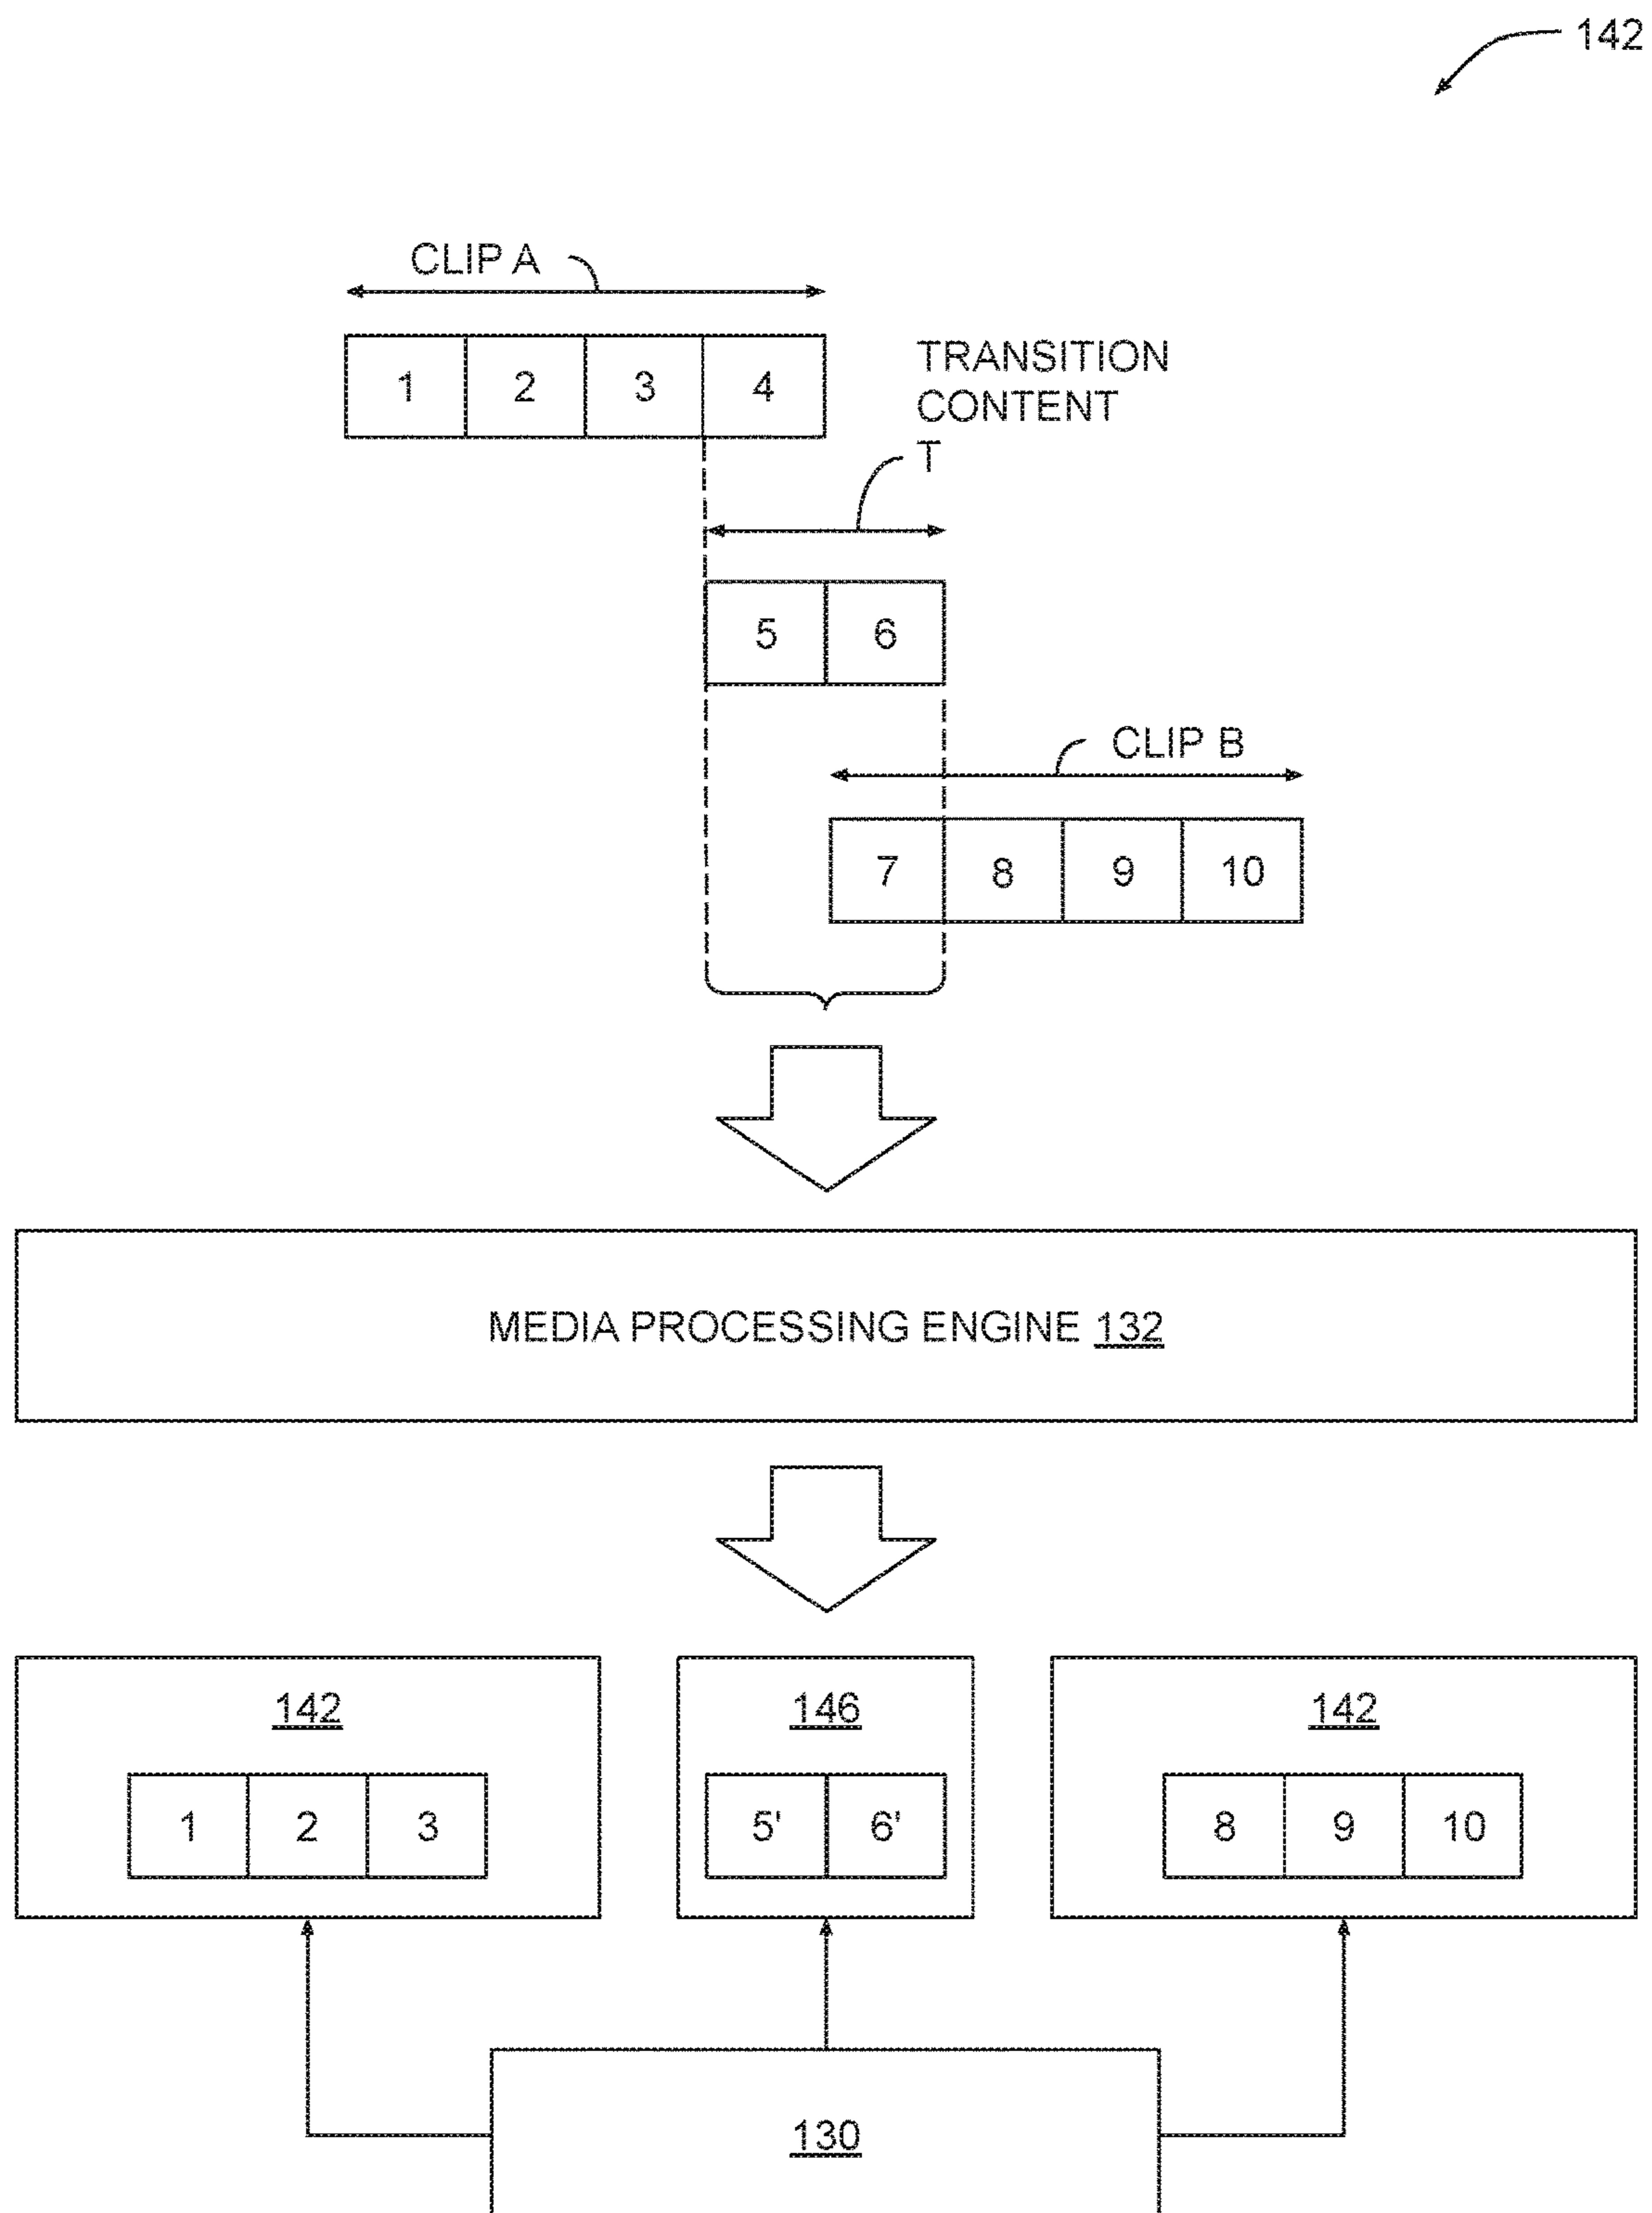 142
CLIP A
1 2 3 4
TRANSITION
CONTENT
T
5 6
CLIP B
7 8 9 10
MEDIA PROCESSING ENGINE 132
142 146 142
1 2 3 5' 6' 8 9 10
130